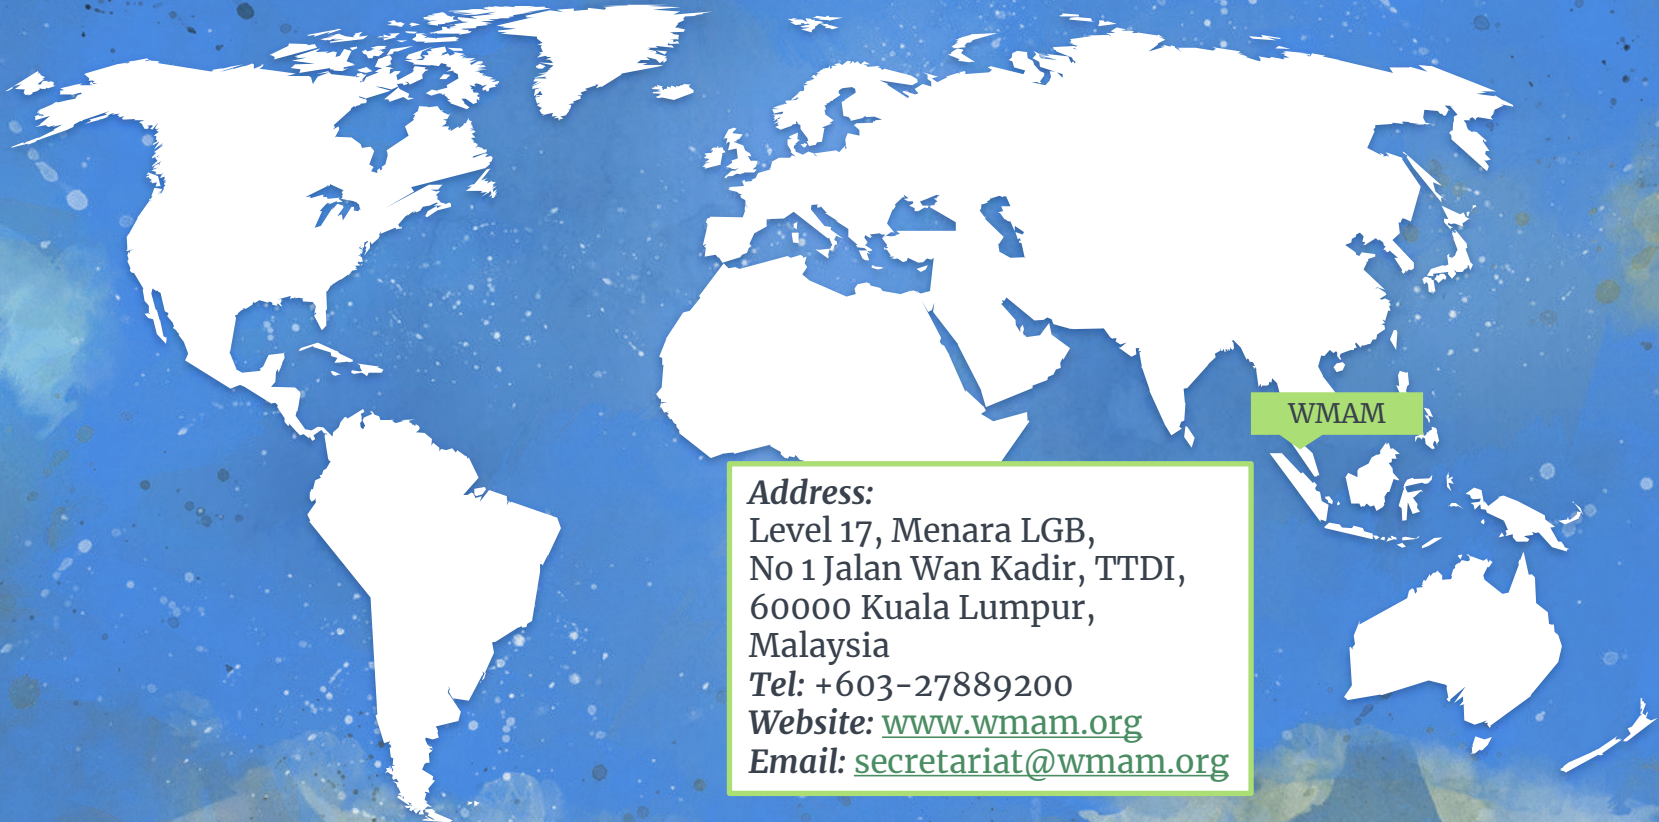 WMAM
Address:
Level 17, Menara LGB,
No 1 Jalan Wan Kadir, TTDI,
60000 Kuala Lumpur,
Malaysia
Tel: +603-27889200
Website: www.wmam.org
Email: secretariat@wmam.org